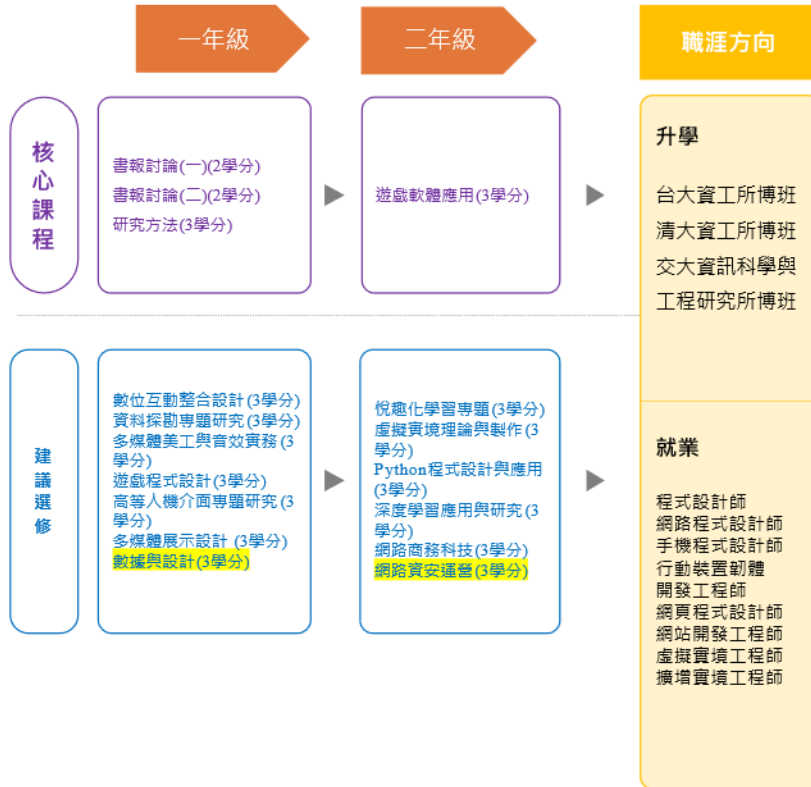 一年級
二年級
職涯方向
核
心
課
程
書報討論(一)(2學分)
書報討論(二)(2學分)
研究方法(3學分)
遊戲軟體應用(3學分)
升學
台大資工所博班
清大資工所博班
交大資訊科學與
工程研究所博班
建
議
選
修
數位互動整合設計(3學分)
資料探勘專題研究(3學分)
多媒體美工與音效實務(3
學分)
遊戲程式設計(3學分)
高等人機介面專題研究(3
學分)
多媒體展示設計 (3學分)
數據與設計(3學分)
悅趣化學習專題(3學分)
虛擬實境理論與製作(3
學分)
Python程式設計與應用
(3學分)
深度學習應用與研究(3
學分)
網路商務科技(3學分)
網路資安運營(3學分)
就業
程式設計師
網路程式設計師
手機程式設計師
行動裝置韌體
開發工程師
網頁程式設計師
網站開發工程師
虛擬實境工程師
擴增實境工程師